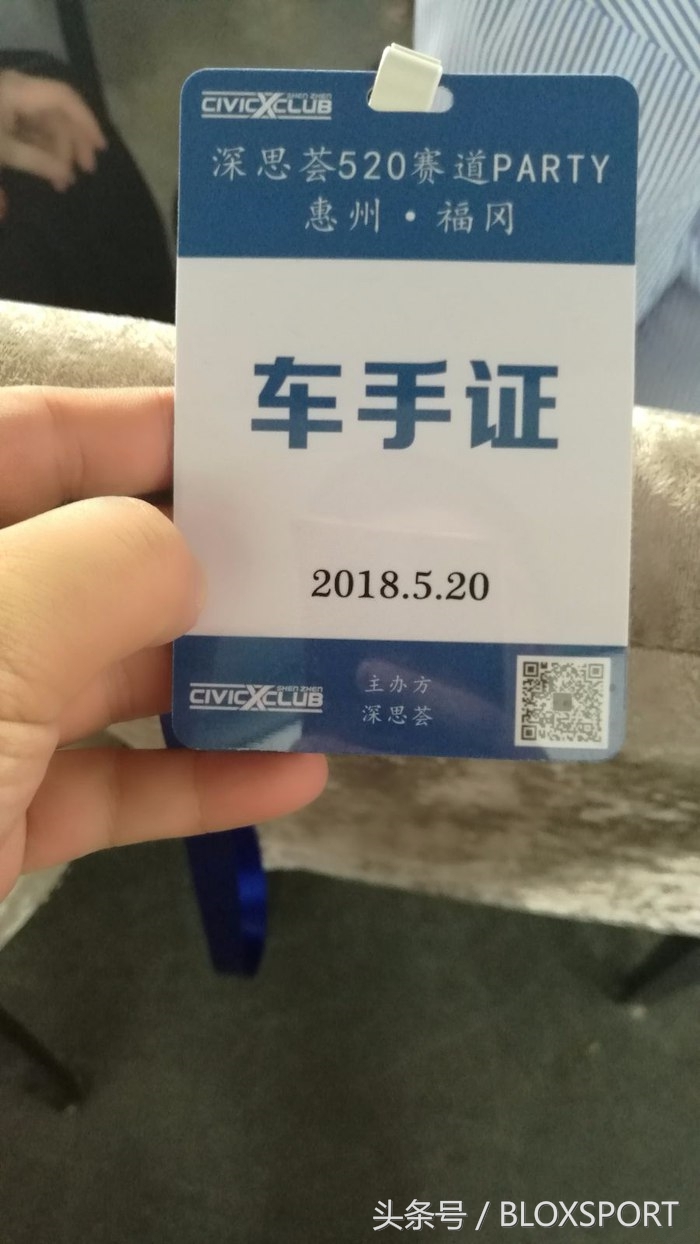 SHEN ZHEN
CIVICXCLUB
深思荟520赛道PARTY
惠州·福冈
车手证
2018.5.20
SHEN ZHEN
CIVICXCLUB
主办方
深思荟
头条号 / BLOXSPORT